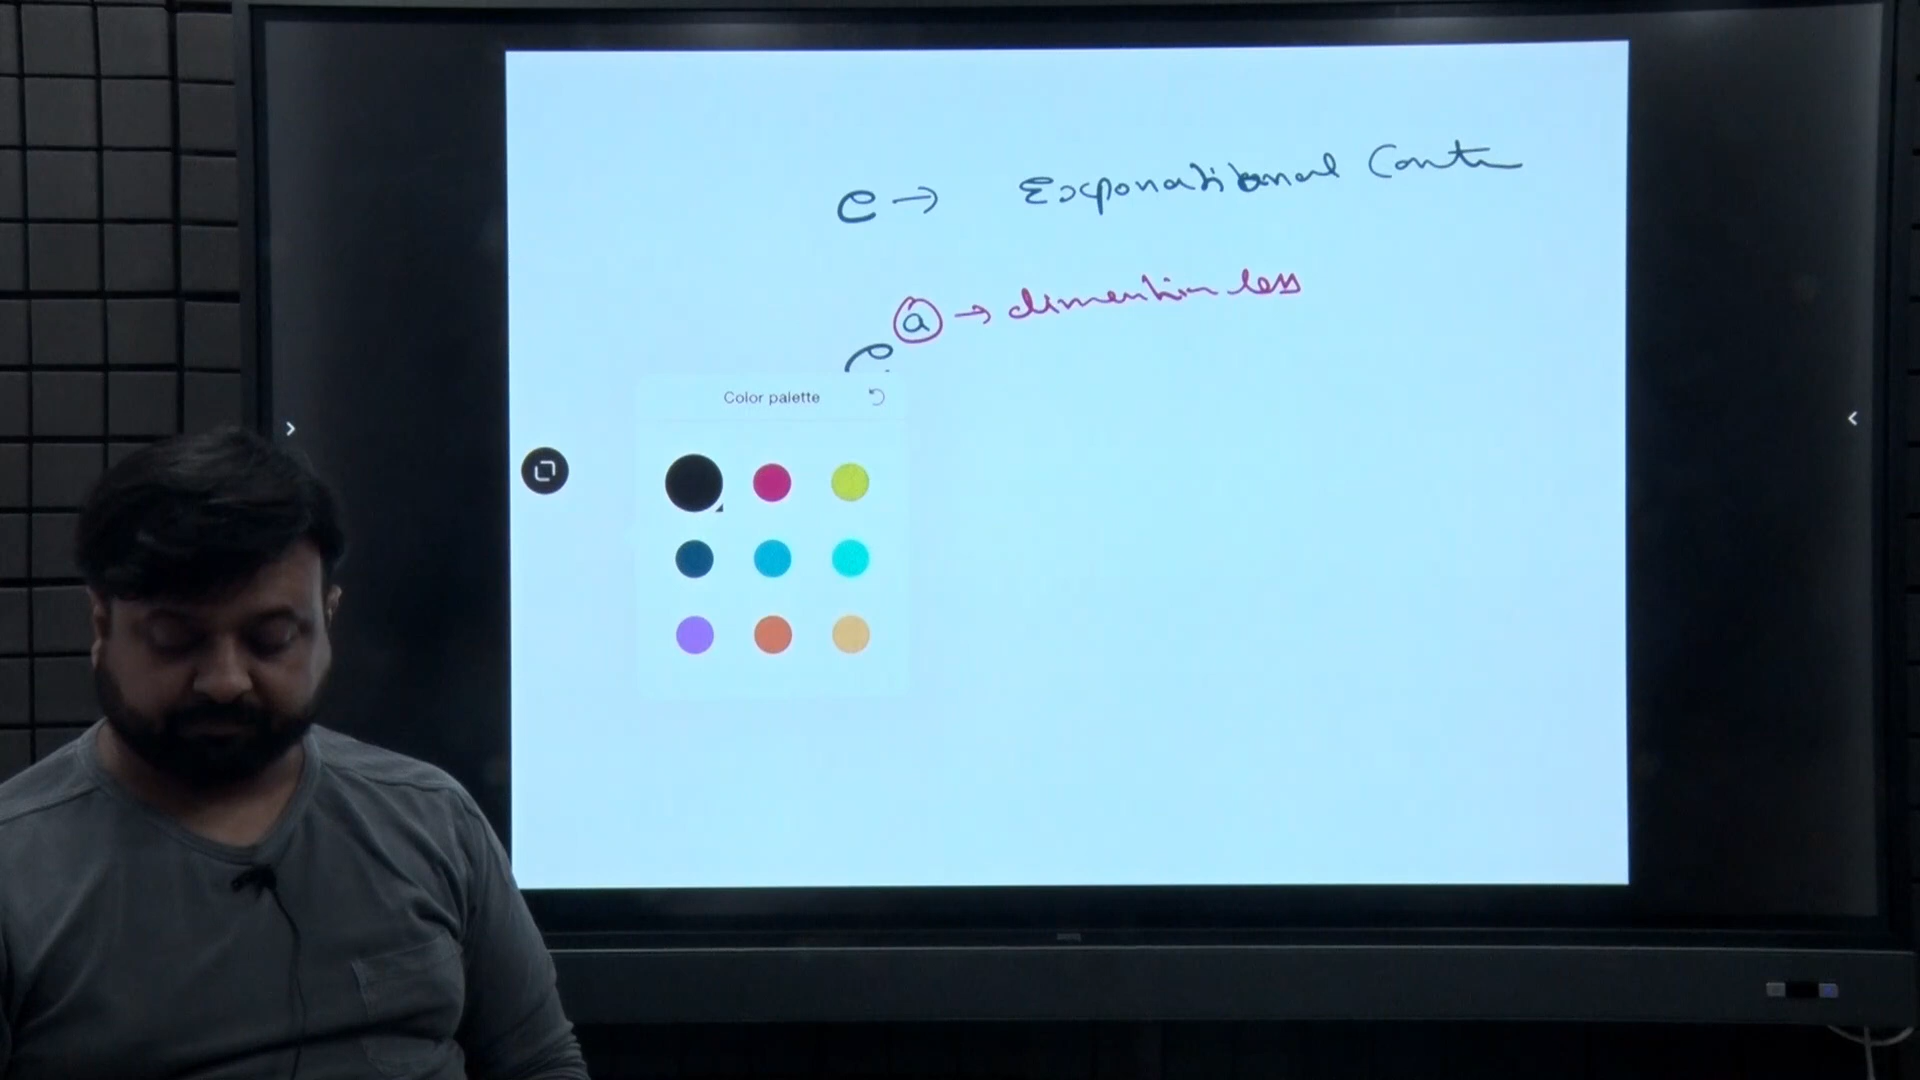 e → Exponational Contn
a → dimention less
e
Color palette